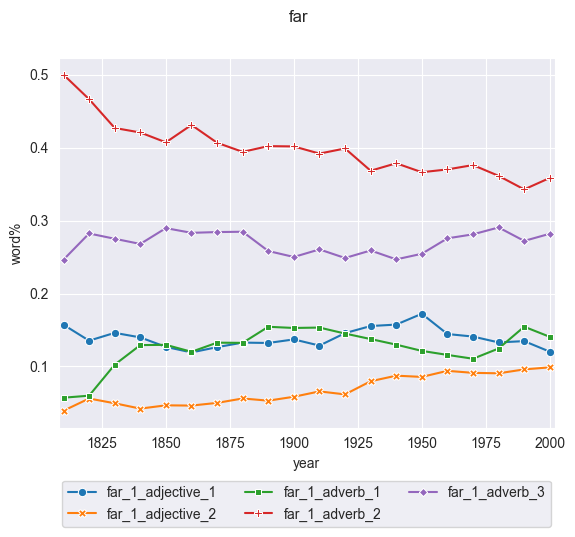 far
0.5
0.4
0.3
0.2
0.1
word%
1825 1850 1875 1900 1925 1950 1975 2000
year
far_1_adjective_1 far_1_adverb_1 far_1_adverb_3
far_1_adjective_2 far_1_adverb_2